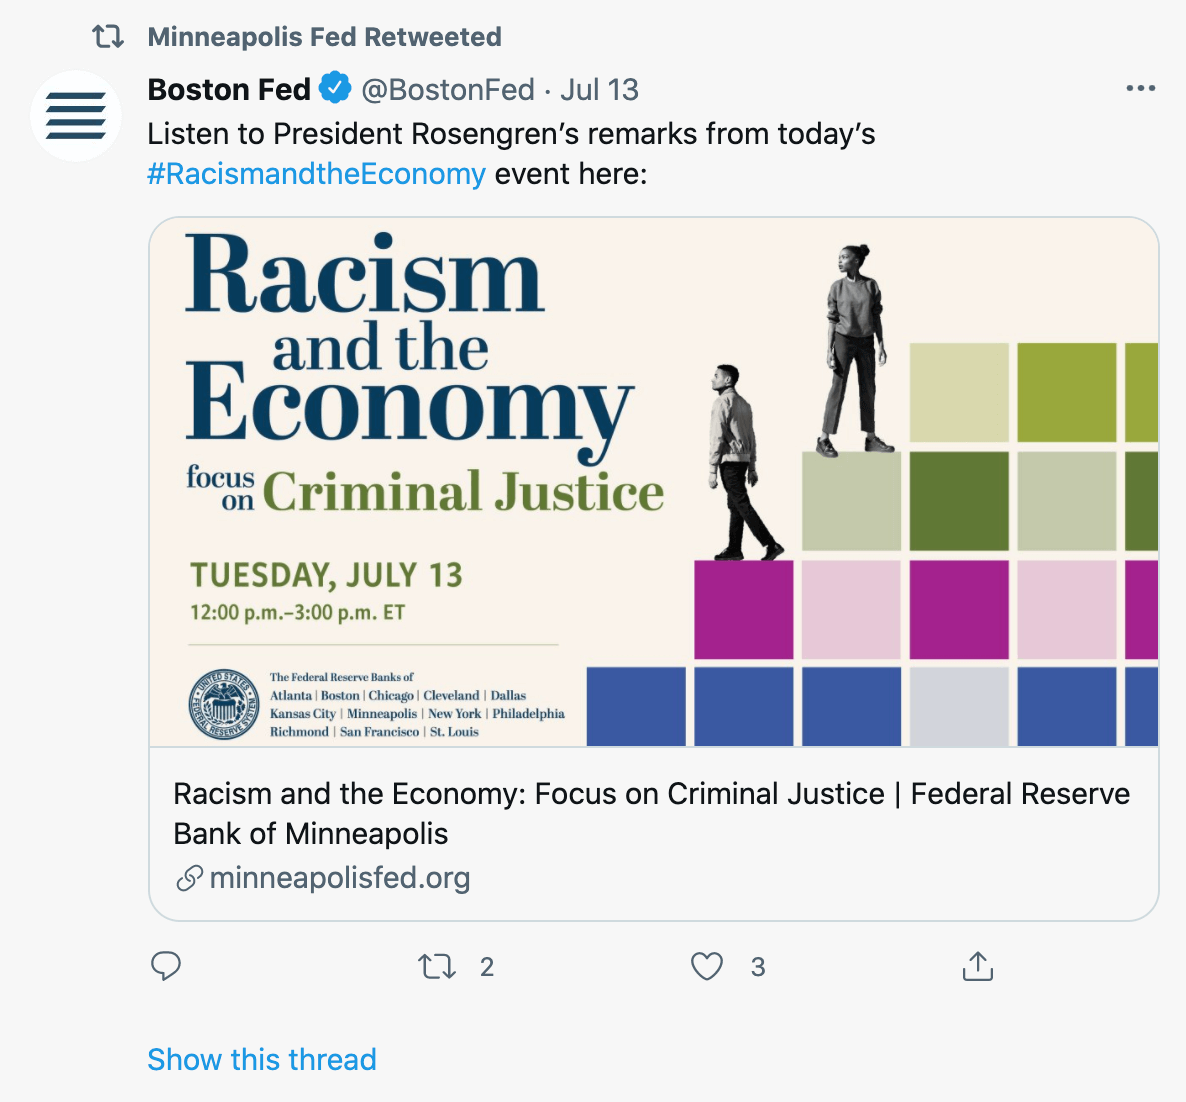 Minneapolis Fed Retweeted
Boston Fed @BostonFed · Jul 13
Listen to President Rosengren’s remarks from today’s
#RacismandtheEconomy event here:
Racism
and the
Economy
focus
on Criminal Justice
TUESDAY, JULY 13
12:00 p.m.–3:00 p.m. ET
UNITED STATES
FEDERAL RESERVE SYSTEM
The Federal Reserve Banks of
Atlanta | Boston | Chicago | Cleveland | Dallas
Kansas City | Minneapolis | New York | Philadelphia
Richmond | San Francisco | St. Louis
Racism and the Economy: Focus on Criminal Justice | Federal Reserve
Bank of Minneapolis
minneapolisfed.org
2
3
Show this thread